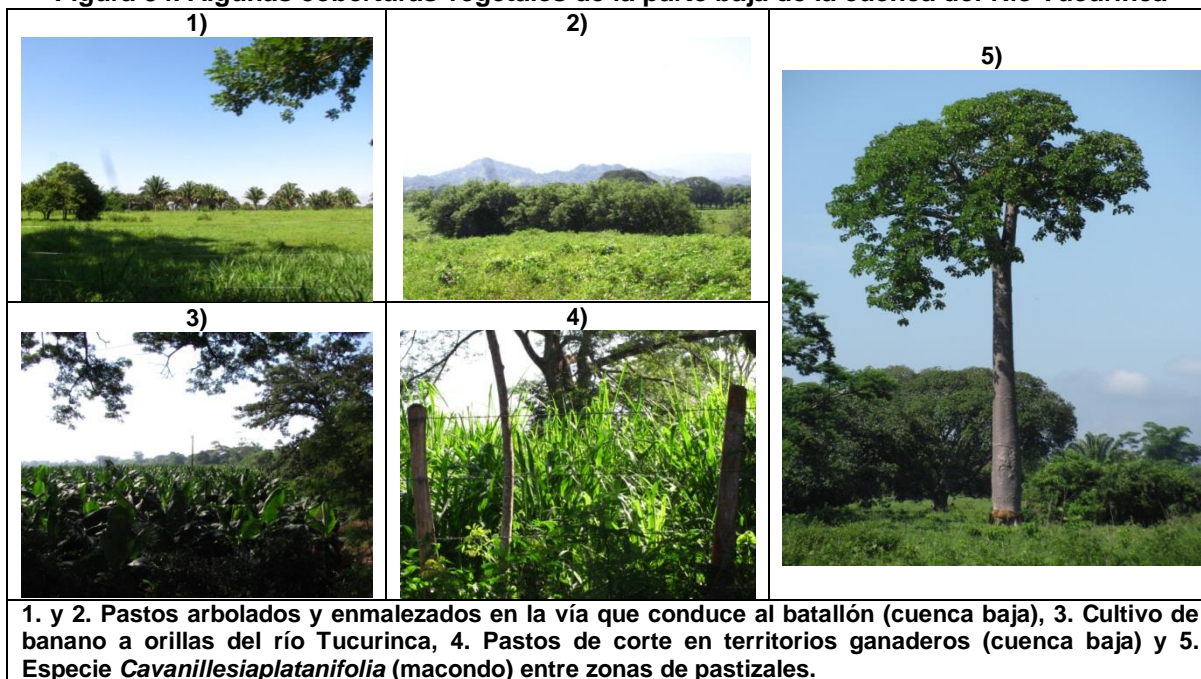 Figura Algunas coberturas vegetales de la parte baja de la cuenca del Río Tucurinca
1)
2)
5)
3)
4)
1. y 2. Pastos arbolados y enmalezados en la vía que conduce al batallón (cuenca baja), 3. Cultivo de
banano a orillas del río Tucurinca, 4. Pastos de corte en territorios ganaderos (cuenca baja) y 5.
Especie Cavanillesiaplatanifolia (macondo) entre zonas de pastizales.